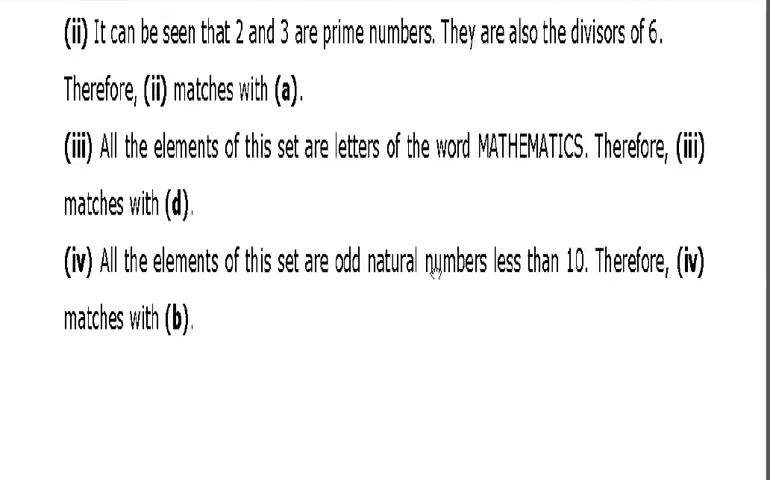 (ii) It can be seen that 2 and 3 are prime numbers. They are also the divisors of 6.
Therefore, (ii) matches with (a).
(iii) All the elements of this set are letters of the word MATHEMATICS. Therefore, (iii)
matches with (d).
(iv) All the elements of this set are odd natural numbers less than 10. Therefore, (iv)
matches with (b).